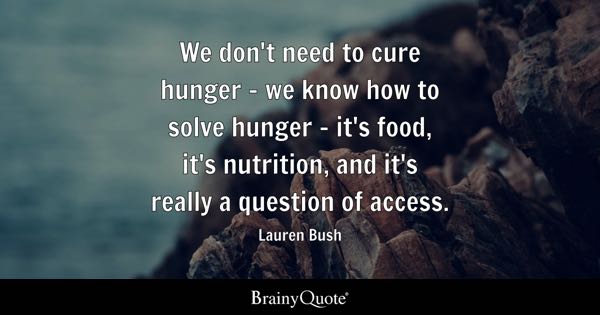 We don't need to cure
hunger - we know how to
solve hunger - it's food,
it's nutrition, and it's
really a question of access.
Lauren Bush
BrainyQuote®